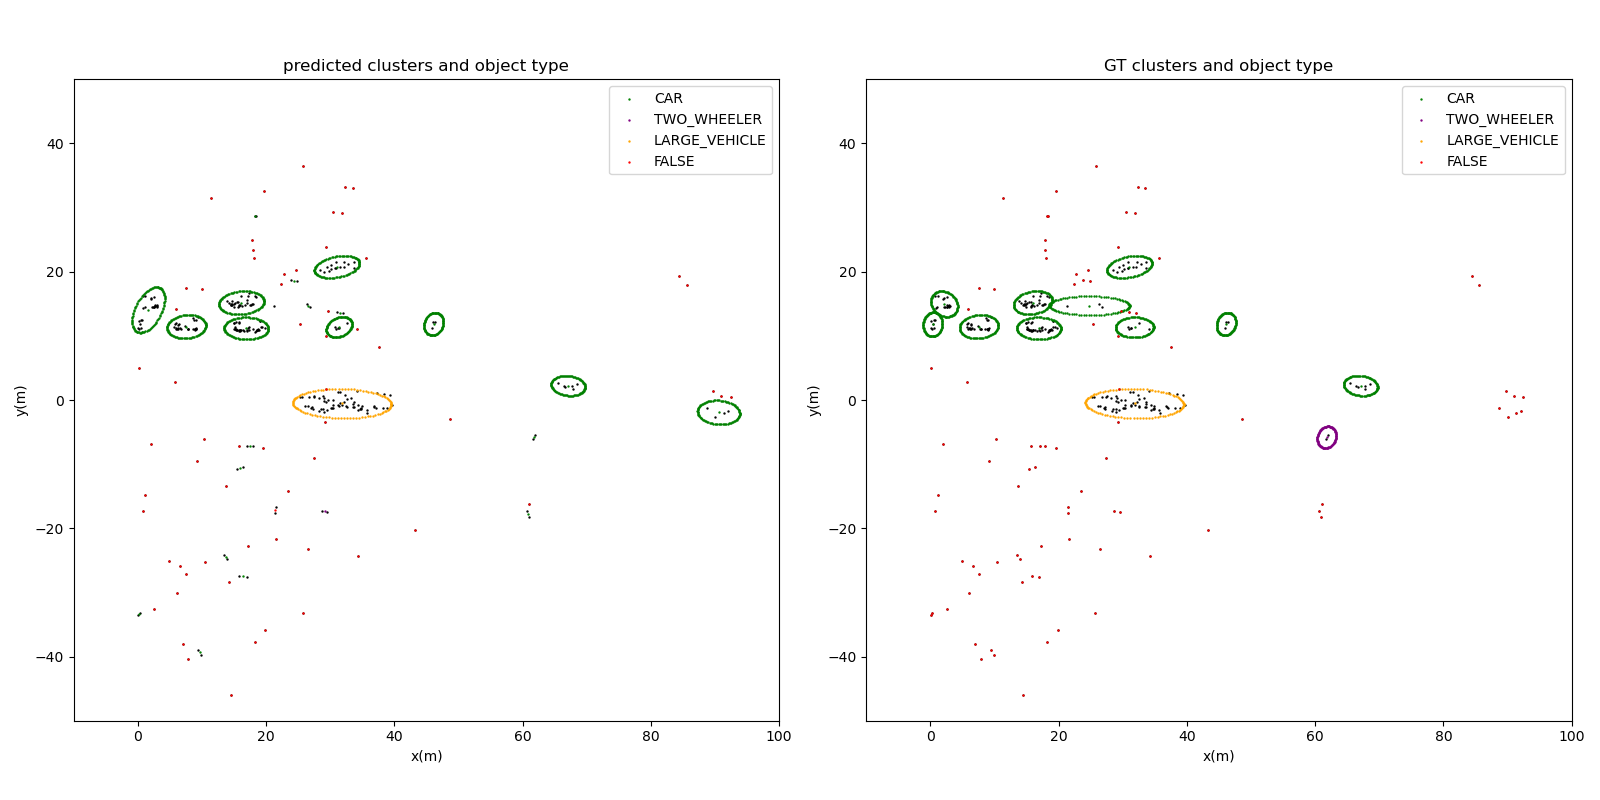 predicted clusters and object type
CAR
TWO_WHEELER
LARGE_VEHICLE
FALSE
40
20
0
−20
−40
y(m)
0
20
40
60
80
100
x(m)
GT clusters and object type
CAR
TWO_WHEELER
LARGE_VEHICLE
FALSE
40
20
0
−20
−40
y(m)
0
20
40
60
80
100
x(m)